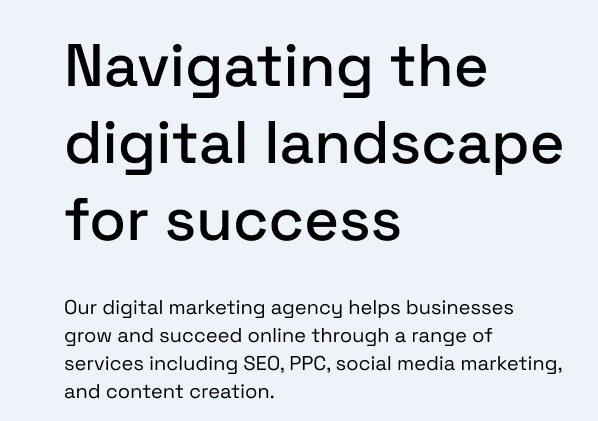 Navigating the
digital landscape
for success
Our digital marketing agency helps businesses
grow and succeed online through a range of
services including SEO, PPC, social media marketing,
and content creation.